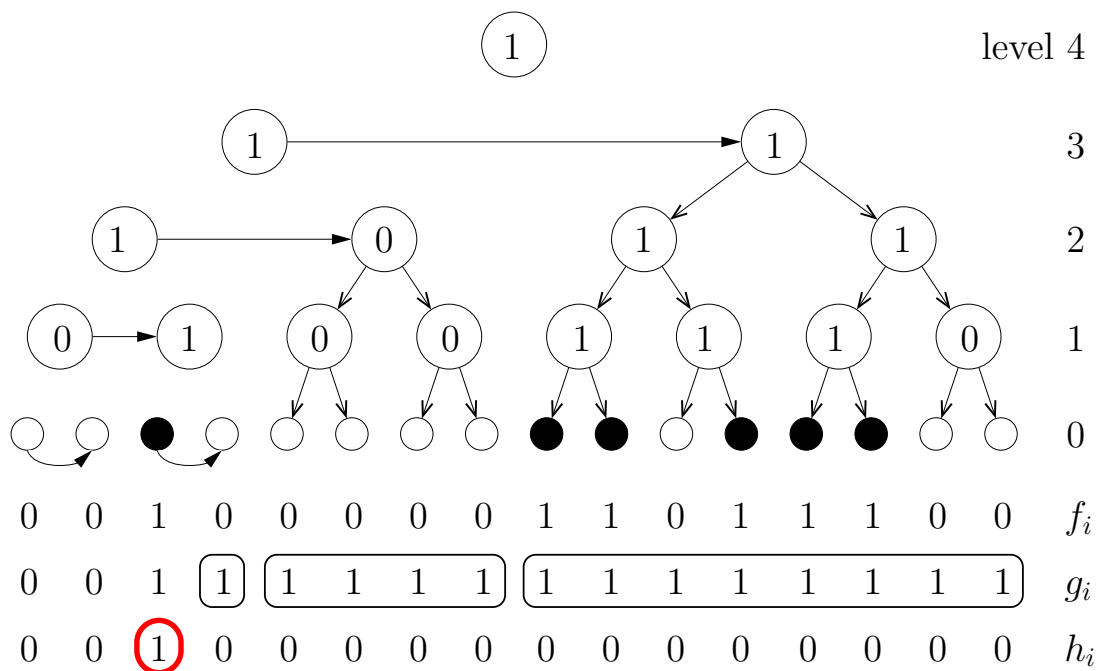 1 level 4
1 1 3
1 0 1 1 2
0 1 0 0 1 1 1 0 1
0
0 0 1 0 0 0 0 0 1 1 0 1 1 1 0 0 f_i
0 0 1 1 1 1 1 1 1 1 1 1 1 1 1 1 g_i
0 0 1 0 0 0 0 0 0 0 0 0 0 0 0 0 h_i